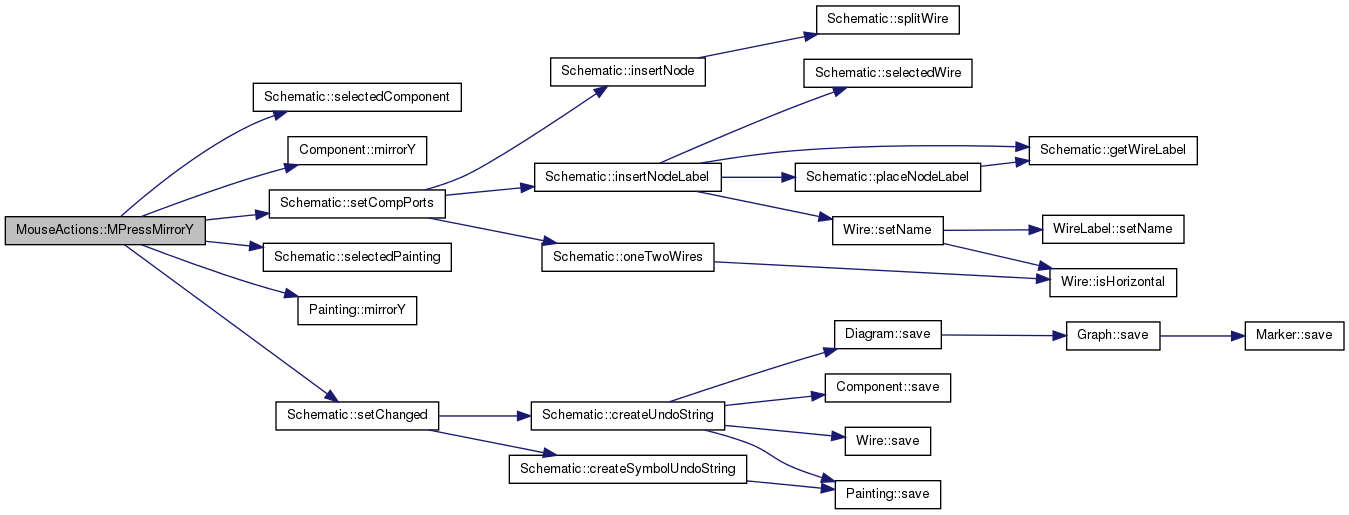 Schematic::splitWire
Schematic::insertNode
Schematic::selectedWire
Schematic::selectedComponent
Component::mirrorY
Schematic::getWireLabel
Schematic::insertNodeLabel
Schematic::placeNodeLabel
Schematic::setCompPorts
MouseActions::MPressMirrorY
Wire::setName
WireLabel::setName
Schematic::selectedPainting
Schematic::oneTwoWires
Wire::isHorizontal
Painting::mirrorY
Diagram::save
Graph::save
Marker::save
Component::save
Schematic::setChanged
Schematic::createUndoString
Wire::save
Schematic::createSymbolUndoString
Painting::save